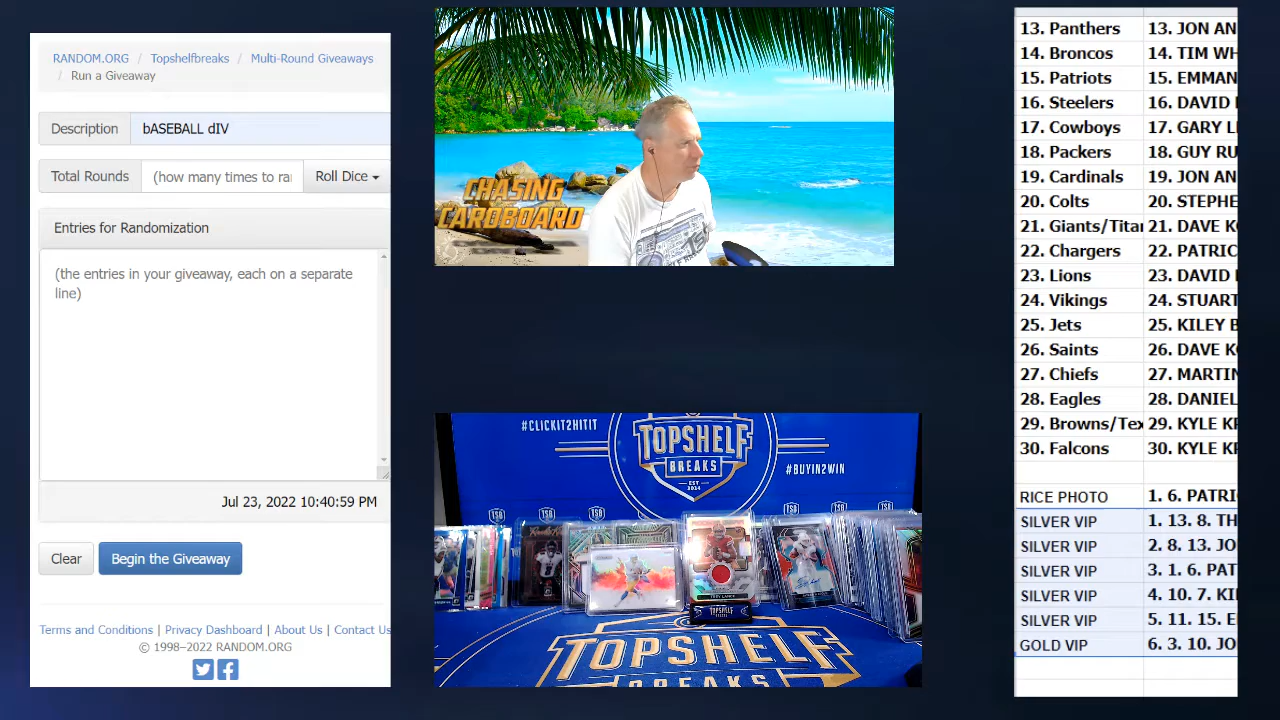 RANDOM.ORG / Topshelfbreaks / Multi-Round Giveaways
/ Run a Giveaway
Description bASEBALL dIV
Total Rounds (how many times to ra Roll Dice
Entries for Randomization
(the entries in your giveaway, each on a separate
line)
Jul 23, 2022 10:40:59 PM
Clear Begin the Giveaway
Terms and Conditions | Privacy Dashboard | About Us | Contact Us
© 1998–2022 RANDOM.ORG
CHASING
CARDBOARD
#CLICKIT2HITIT
TOPSHELF
BREAKS
EST
2014
#BUYIN2WIN
TSB
TSB
TSB
TSB
TREY LANCE
TOPSHELF
TOPSHELF
BREAKS
13. Panthers 13. JON AN
14. Broncos 14. TIM WH
15. Patriots 15. EMMAN
16. Steelers 16. DAVID
17. Cowboys 17. GARY L
18. Packers 18. GUY RU
19. Cardinals 19. JON AN
20. Colts 20. STEPHE
21. Giants/Titan 21. DAVE K
22. Chargers 22. PATRIC
23. Lions 23. DAVID
24. Vikings 24. STUART
25. Jets 25. KILEY B
26. Saints 26. DAVE K
27. Chiefs 27. MARTIN
28. Eagles 28. DANIEL
29. Browns/Tex 29. KYLE K
30. Falcons 30. KYLE K
RICE PHOTO 1. 6. PATRI
SILVER VIP 1. 13. 8. TH
SILVER VIP 2. 8. 13. JO
SILVER VIP 3. 1. 6. PAT
SILVER VIP 4. 10. 7. KI
SILVER VIP 5. 11. 15. E
GOLD VIP 6. 3. 10. JO